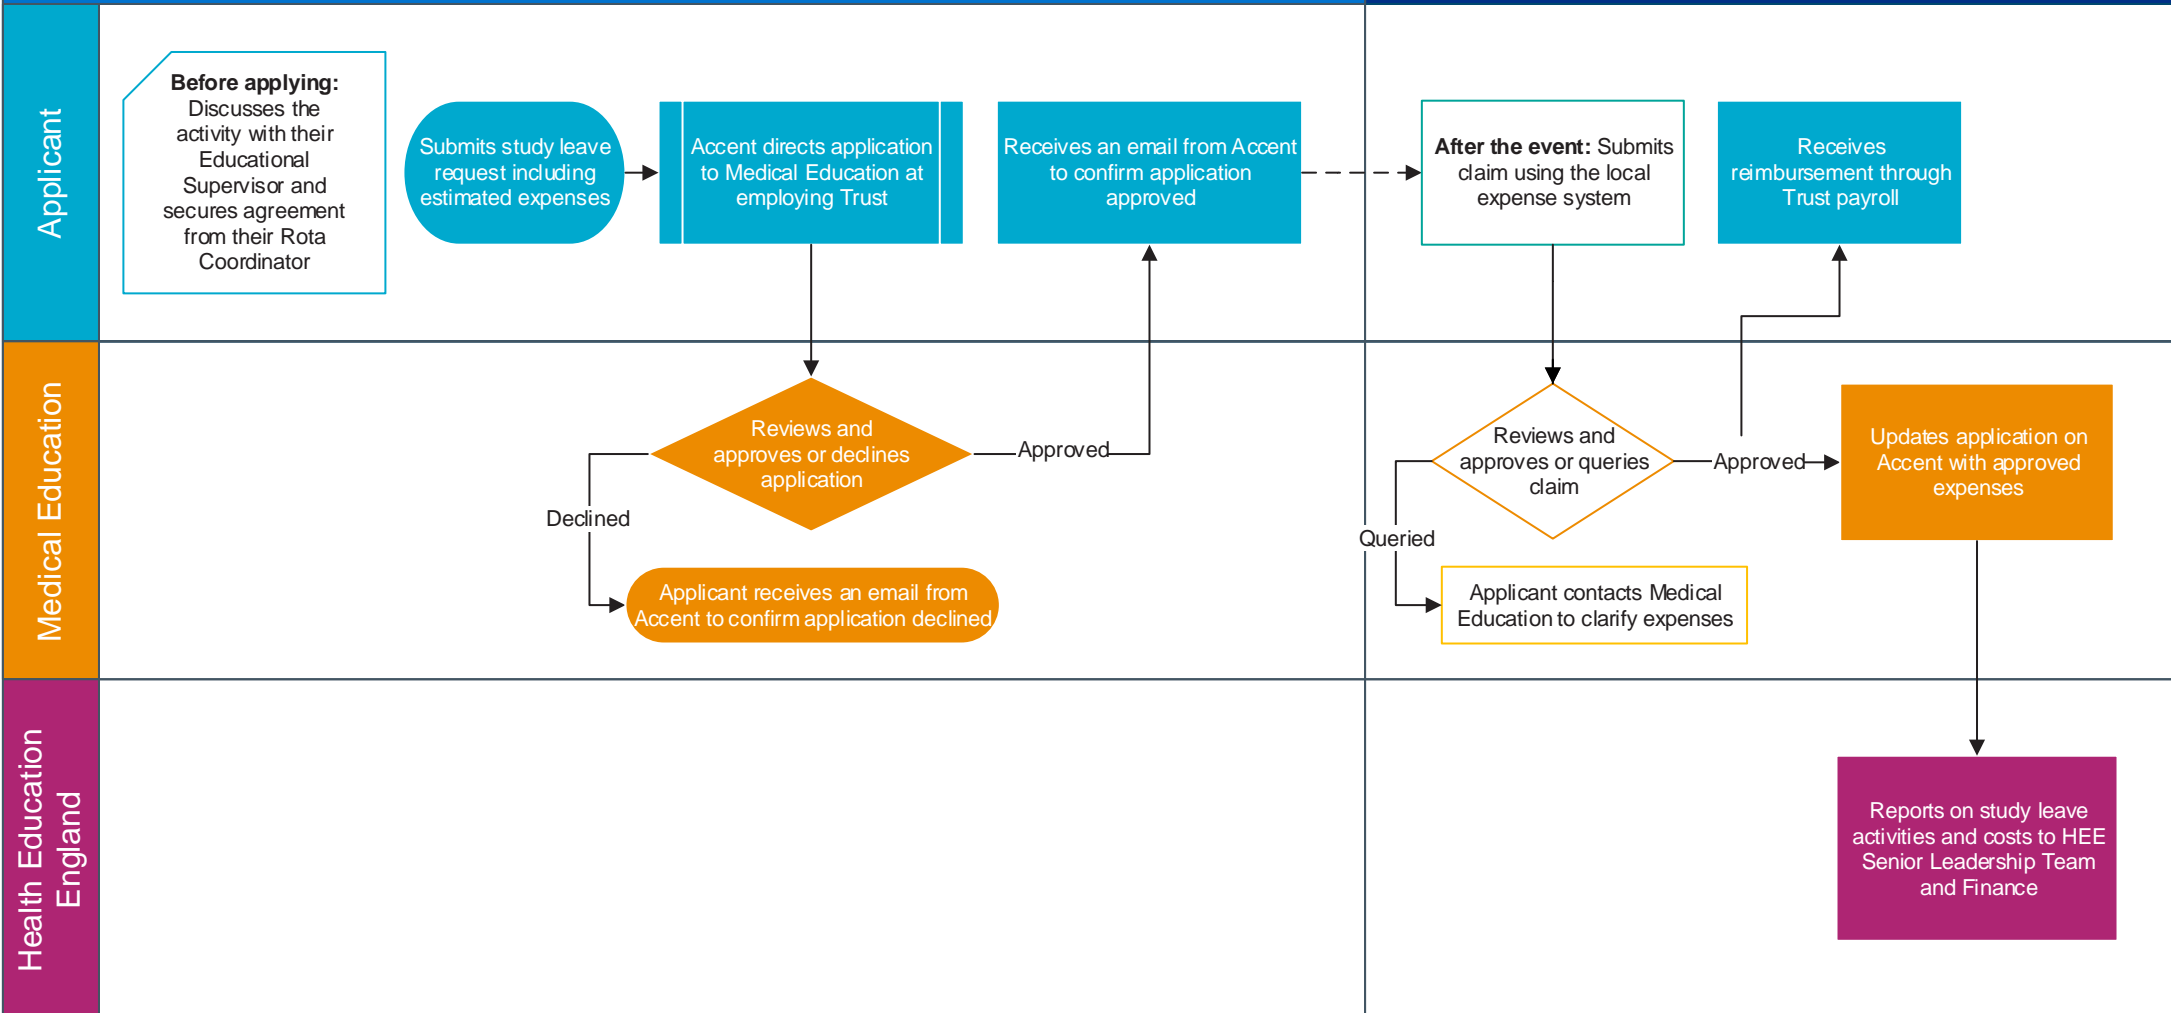 Applicant
Before applying:
Discusses the
activity with their
Educational
Supervisor and
secures agreement
from their Rota
Coordinator
Submits study leave
request including
estimated expenses
Accent directs application
to Medical Education at
employing Trust
Receives an email from Accent
to confirm application
approved
After the event: Submits
claim using the local
expense system
Receives
reimbursement through
Trust payroll
Medical Education
Reviews and
approves or declines
application
Approved
Declined
Applicant receives an email from
Accent to confirm application declined
Reviews and
approves or queries
claim
Approved
Queried
Applicant contacts Medical
Education to clarify expenses
Updates application on
Accent with approved
expenses
Health Education
England
Reports on study leave
activities and costs to HEE
Senior Leadership Team
and Finance